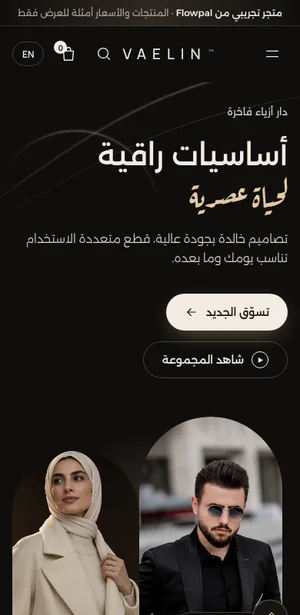 متجر تجريبي من Flowpal · المنتجات والأسعار أمثلة للعرض فقط
EN
0
VAELIN™
دار أزياء فاخرة
أساسيات راقية
لحياة عصرية
تصاميم خالدة بجودة عالية، قطع متعددة الاستخدام
تناسب يومك وما بعده.
تسوّق الجديد ←
شاهد المجموعة